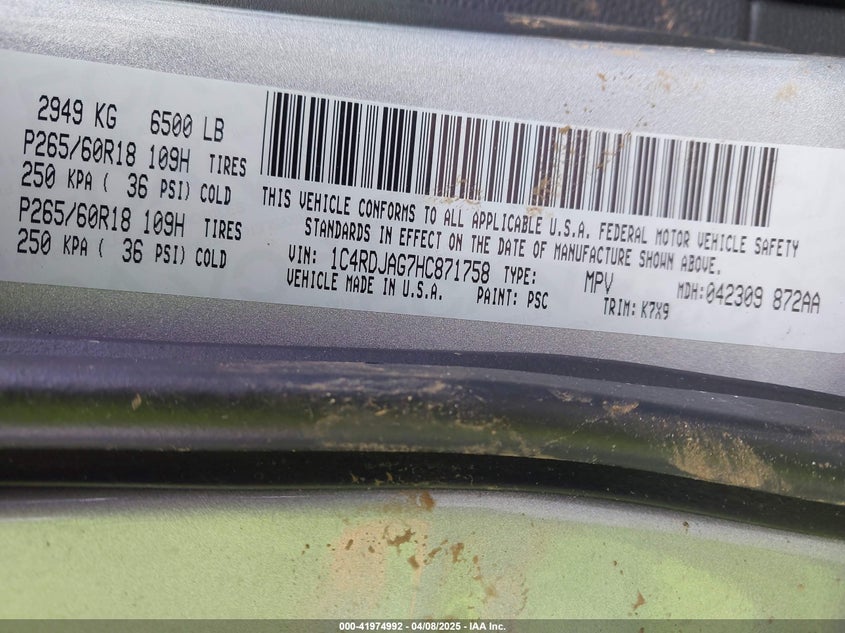 2949 KG 6500 LB
P265/60R18 109H TIRES
250 KPA ( 36 PSI) COLD
P265/60R18 109H TIRES
250 KPA ( 36 PSI) COLD
THIS VEHICLE CONFORMS TO ALL APPLICABLE U.S.A. FEDERAL MOTOR VEHICLE SAFETY
STANDARDS IN EFFECT ON THE DATE OF MANUFACTURE SHOWN ABOVE.
VIN: 1C4RDJAG7HC871758 TYPE: MPV MDH:042309 872AA
VEHICLE MADE IN U.S.A. PAINT: PSC TRIM: K7X9
000-41974992 - 04/08/2025 - IAA Inc.